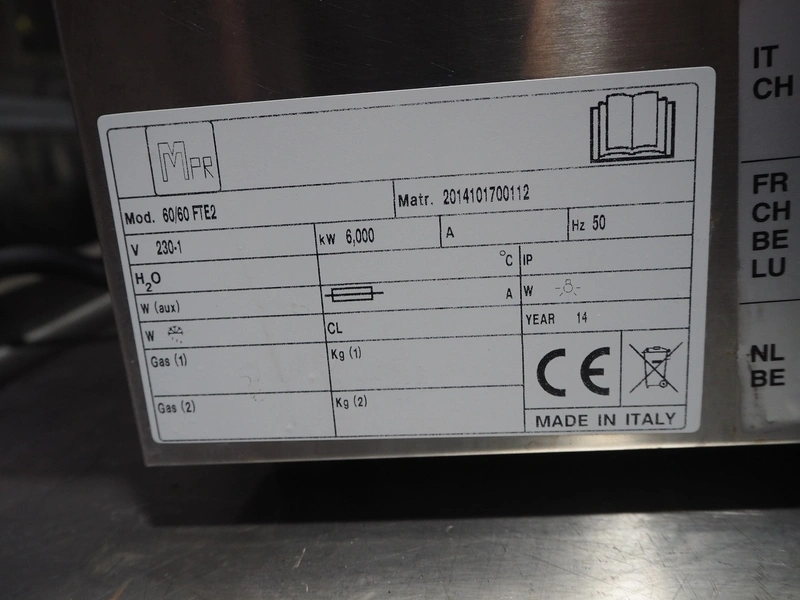 MPR
Mod. 60/60 FTE2
Matr. 2014101700112
V 230-1
kW 6,000
A
Hz 50
H2O
°C
IP
W (aux)
A
W
W
CL
YEAR 14
Gas (1)
Kg (1)
Gas (2)
Kg (2)
CE
MADE IN ITALY
IT
CH
FR
CH
BE
LU
NL
BE